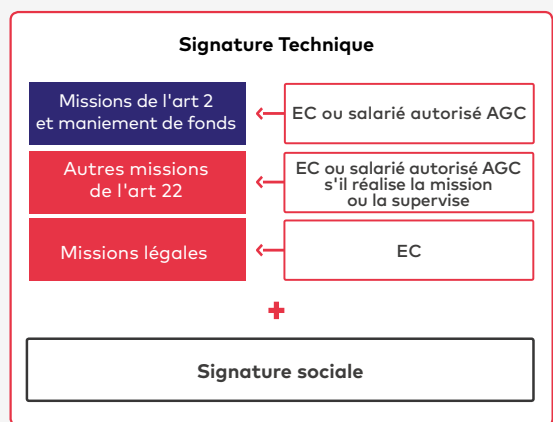 Signature Technique
Missions de l'art 2
et maniement de fonds
EC ou salarié autorisé AGC
Autres missions
de l'art 22
EC ou salarié autorisé AGC
s'il réalise la mission
ou la supervise
Missions légales
EC
+
Signature sociale